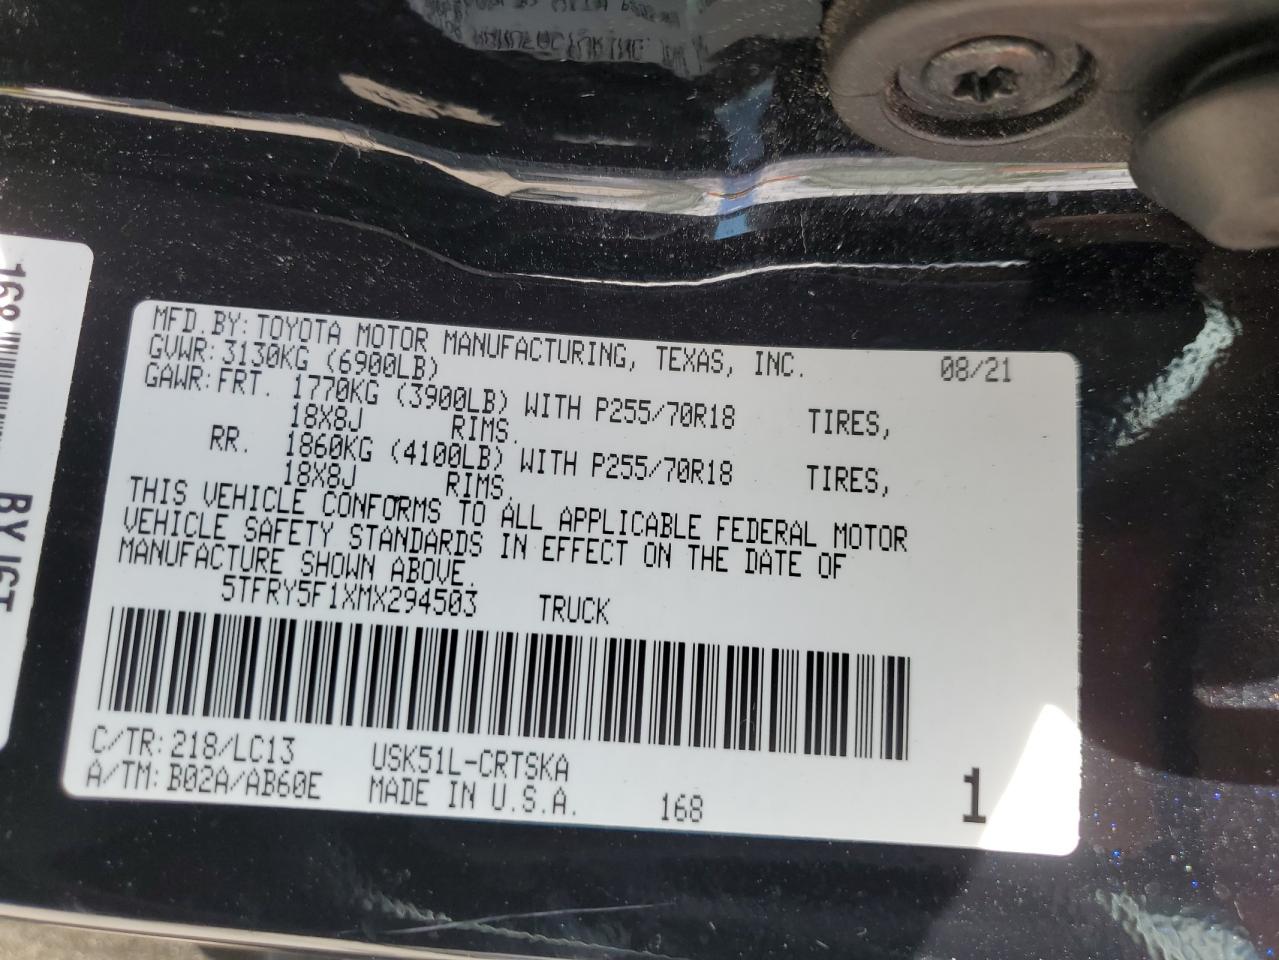 MFD.BY:TOYOTA MOTOR MANUFACTURING, TEXAS, INC. 08/21
GVWR:3130KG (6900LB)
GAWR:FRT. 1770KG (3900LB) WITH P255/70R18 TIRES,
18X8J RIMS.
RR. 1860KG (4100LB) WITH P255/70R18 TIRES,
18X8J RIMS.
THIS VEHICLE CONFORMS TO ALL APPLICABLE FEDERAL MOTOR
VEHICLE SAFETY STANDARDS IN EFFECT ON THE DATE OF
MANUFACTURE SHOWN ABOVE.
5TFRY5F1XMX294503 TRUCK
C/TR:218/LC13 USK51L-CRTSKA
A/TM:B02A/AB60E MADE IN U.S.A. 168 1
168
BY